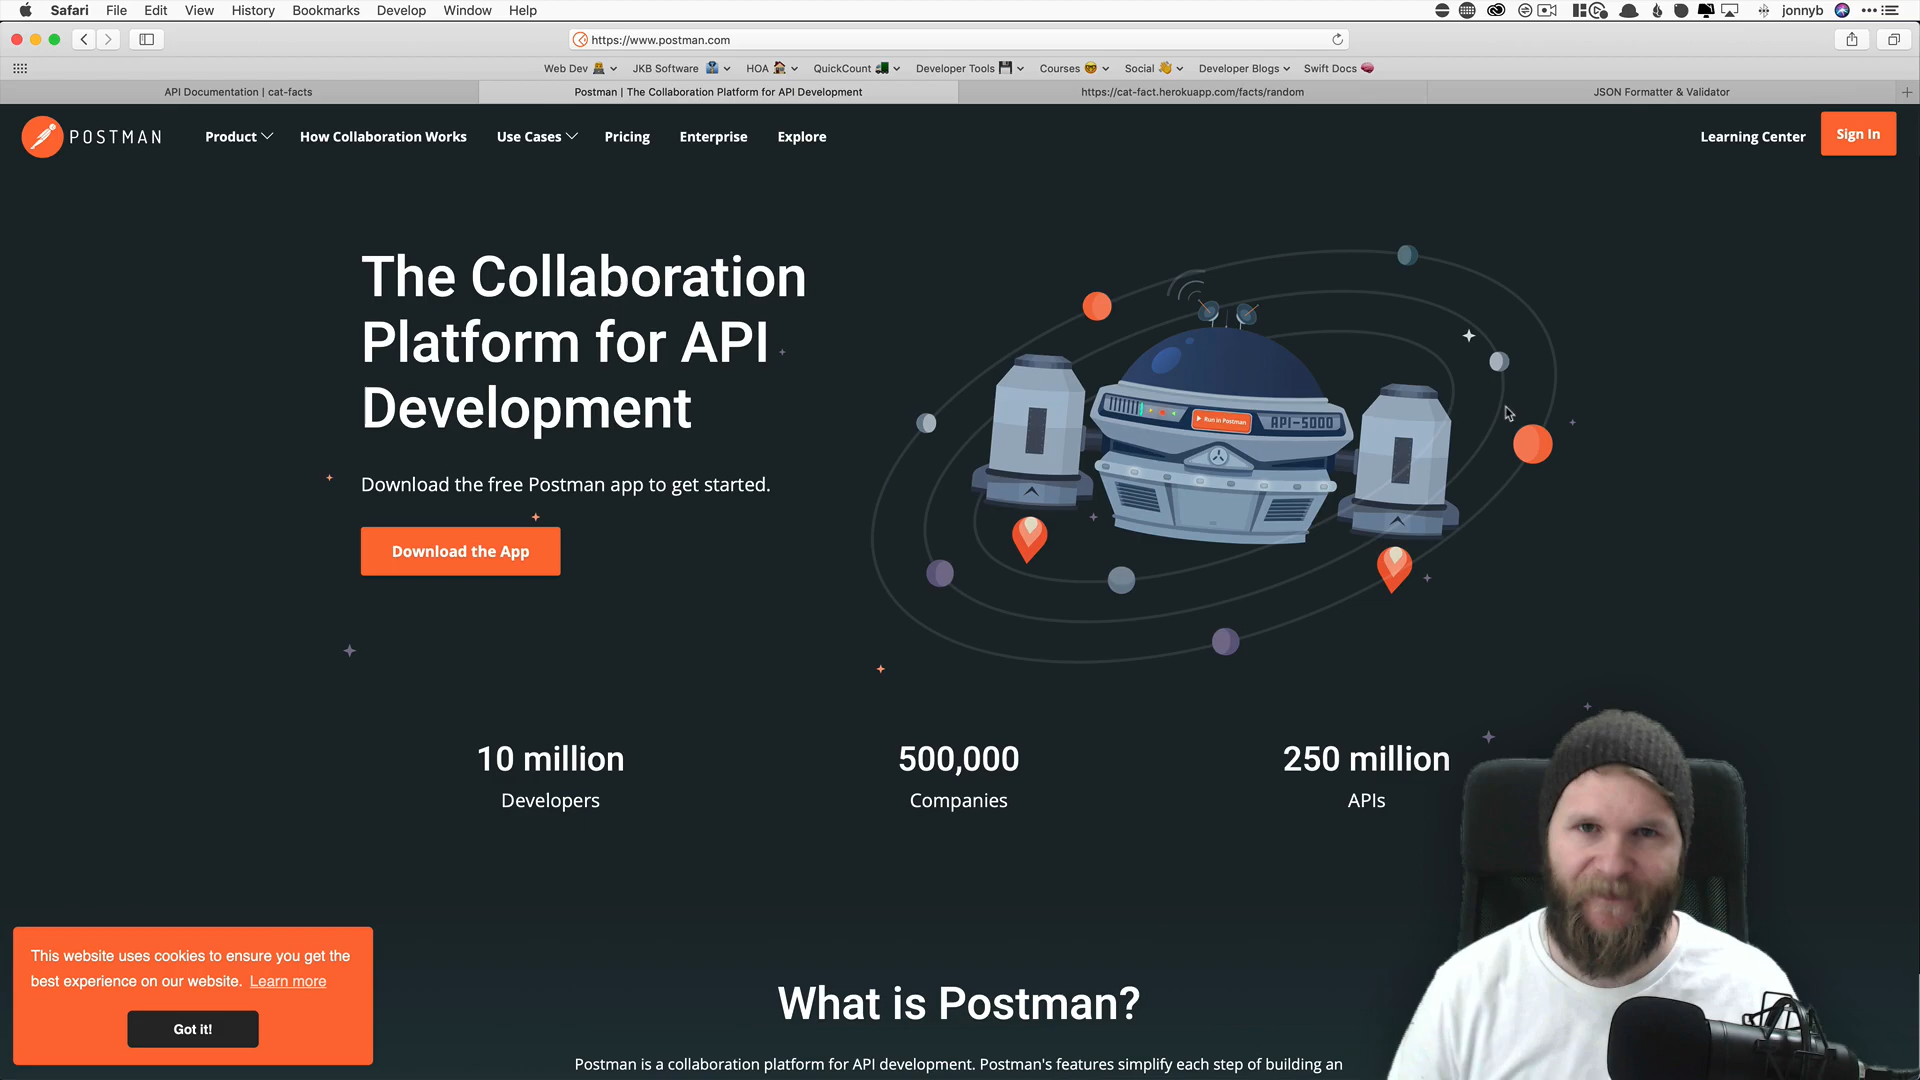 Safari File Edit View History Bookmarks Develop Window Help
jonnyb
https://www.postman.com
Web Dev JKB Software HOA QuickCount Developer Tools Courses Social Developer Blogs Swift Docs
API Documentation | cat-facts
Postman | The Collaboration Platform for API Development
https://cat-fact.herokuapp.com/facts/random
JSON Formatter & Validator
POSTMAN
Product How Collaboration Works Use Cases Pricing Enterprise Explore
Learning Center Sign In
The Collaboration
Platform for API
Development
Download the free Postman app to get started.
Download the App
Run in Postman
API-5000
10 million
Developers
500,000
Companies
250 million
APIs
This website uses cookies to ensure you get the
best experience on our website. Learn more
Got it!
What is Postman?
Postman is a collaboration platform for API development. Postman's features simplify each step of building an